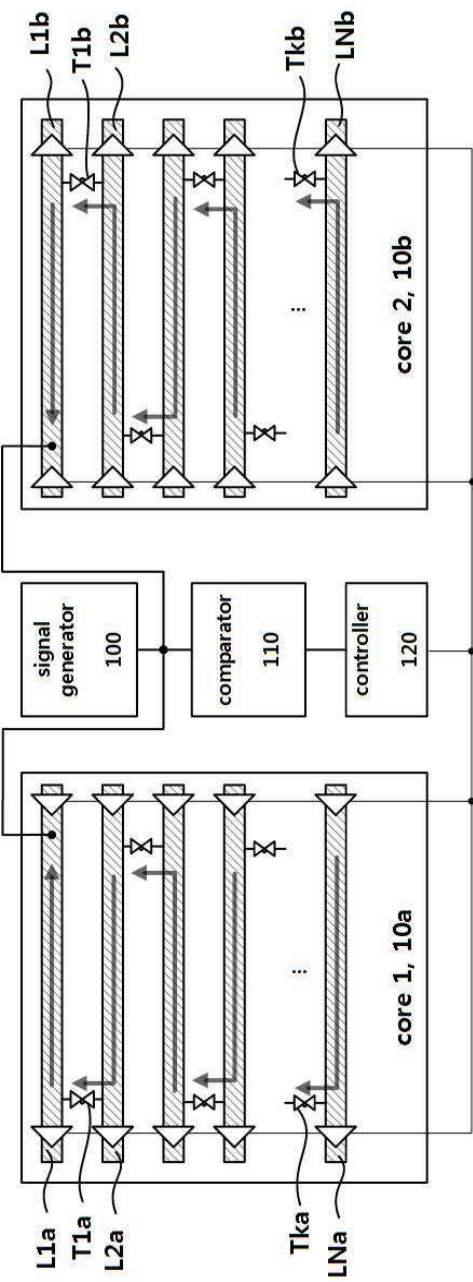 L1a
T1a
L2a
Tka
LNa
...
core 1, 10a
signal
generator
100
comparator
110
controller
120
L1b
T1b
L2b
Tkb
LNb
...
core 2, 10b